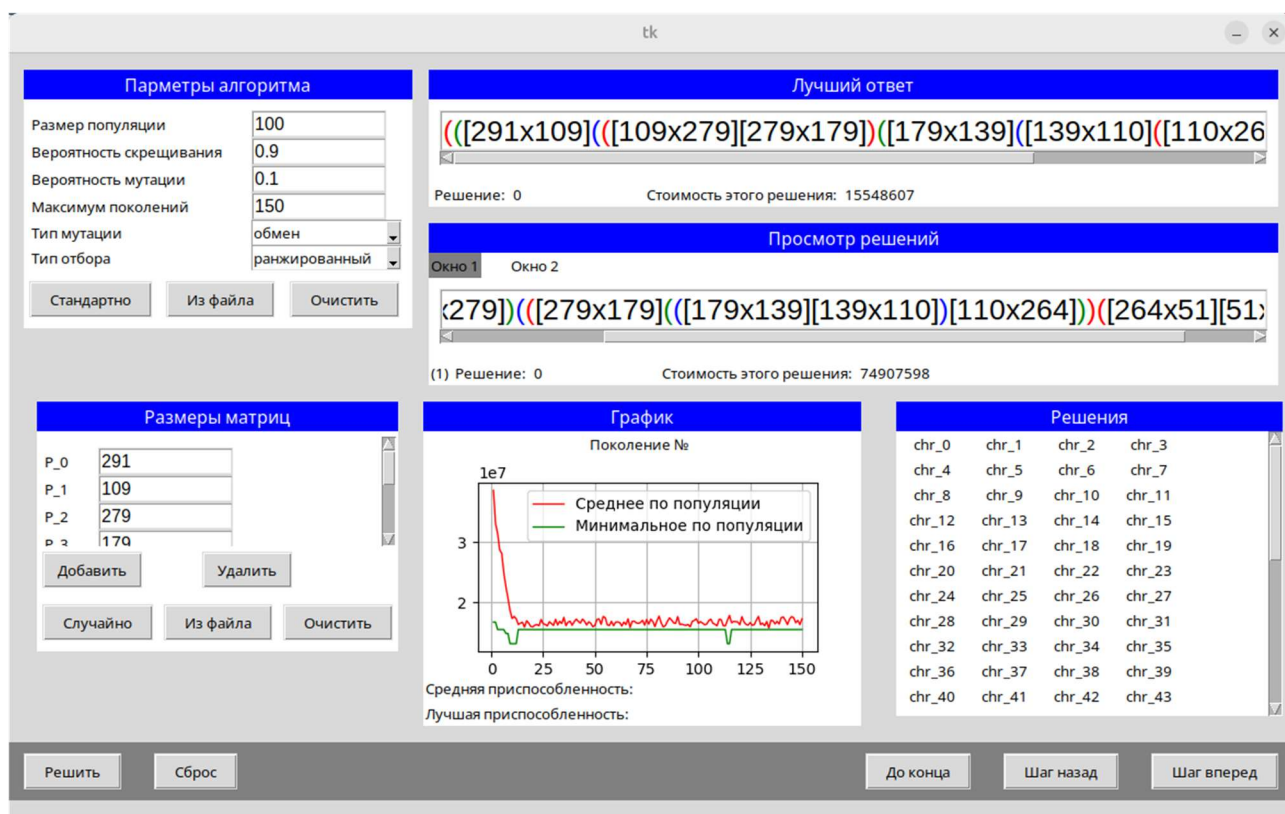 tk
Парметры алгоритма
Размер популяции 100
Вероятность скрещивания 0.9
Вероятность мутации 0.1
Максимум поколений 150
Тип мутации обмен
Тип отбора ранжированный
Стандартно Из файла Очистить
Лучший ответ
((([291x109](([109x279][279x179])([179x139]([139x110]([110x26
Решение: 0 Стоимость этого решения: 15548607
Просмотр решений
Окно 1 Окно 2
x279])(([279x179](([179x139][139x110])[110x264]))([264x51][51x
(1) Решение: 0 Стоимость этого решения: 74907598
Размеры матриц
P_0 291
P_1 109
P_2 279
P_3 179
Добавить Удалить
Случайно Из файла Очистить
График
Поколение №
1e7
Среднее по популяции
Минимальное по популяции
3
2
0 25 50 75 100 125 150
Средняя приспособленность:
Лучшая приспособленность:
Решения
chr_0 chr_1 chr_2 chr_3
chr_4 chr_5 chr_6 chr_7
chr_8 chr_9 chr_10 chr_11
chr_12 chr_13 chr_14 chr_15
chr_16 chr_17 chr_18 chr_19
chr_20 chr_21 chr_22 chr_23
chr_24 chr_25 chr_26 chr_27
chr_28 chr_29 chr_30 chr_31
chr_32 chr_33 chr_34 chr_35
chr_36 chr_37 chr_38 chr_39
chr_40 chr_41 chr_42 chr_43
Решить Сброс До конца Шаг назад Шаг вперед